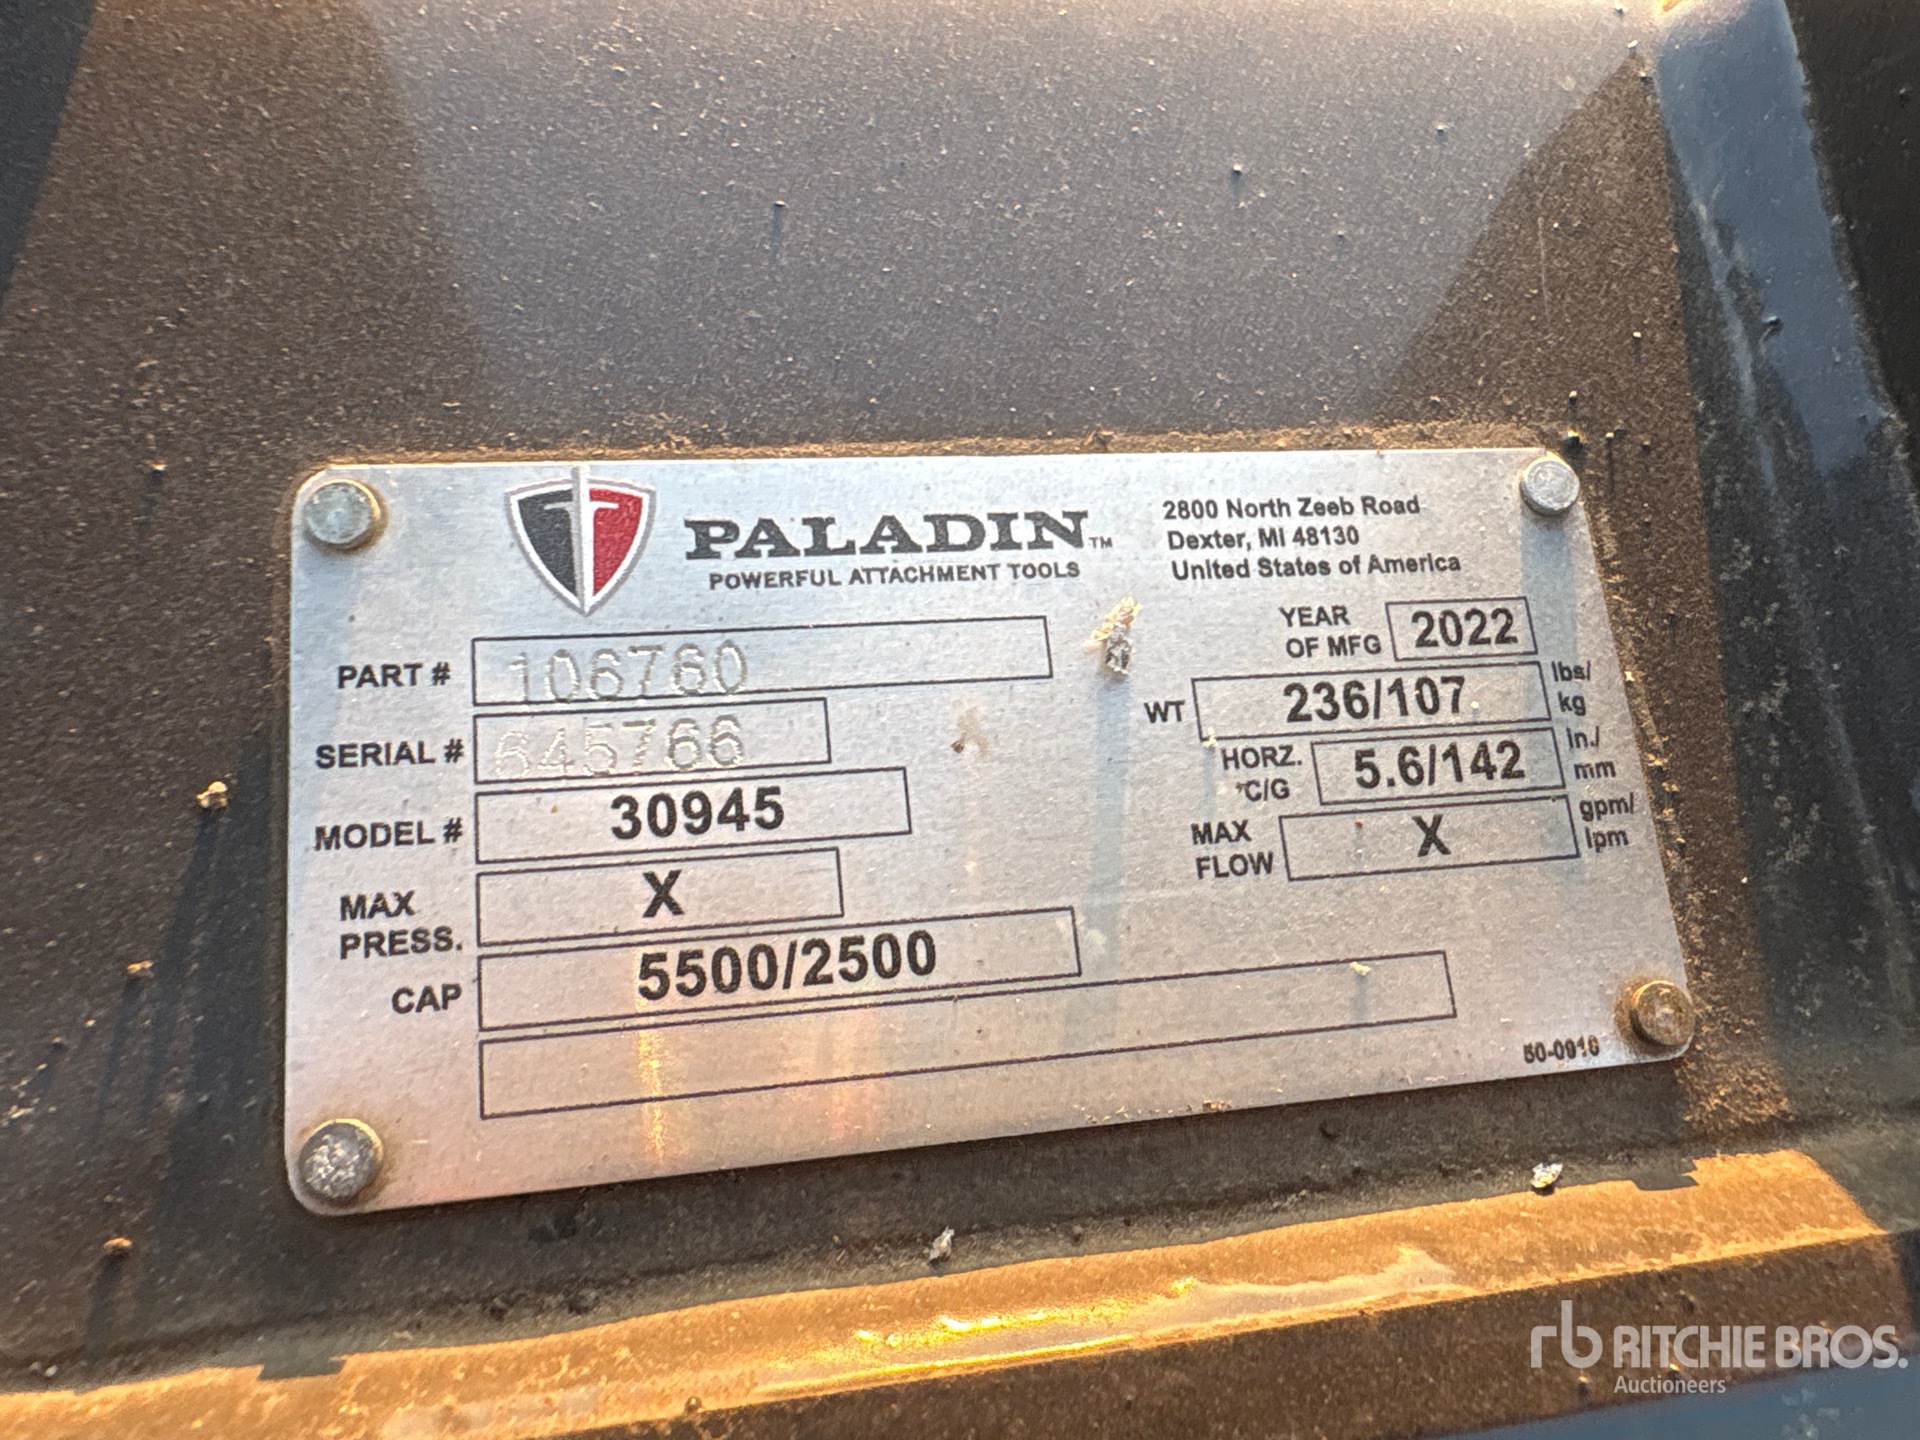 PALADIN™
POWERFUL ATTACHMENT TOOLS
2800 North Zeeb Road
Dexter, MI 48130
United States of America
PART # 106760
SERIAL # 645766
MODEL # 30945
MAX PRESS. X
CAP 5500/2500
YEAR OF MFG 2022
WT 236/107 lbs/kg
HORZ. C/G 5.6/142 in./mm
MAX FLOW X gpm/lpm
50-0916
rb RITCHIE BROS.
Auctioneers